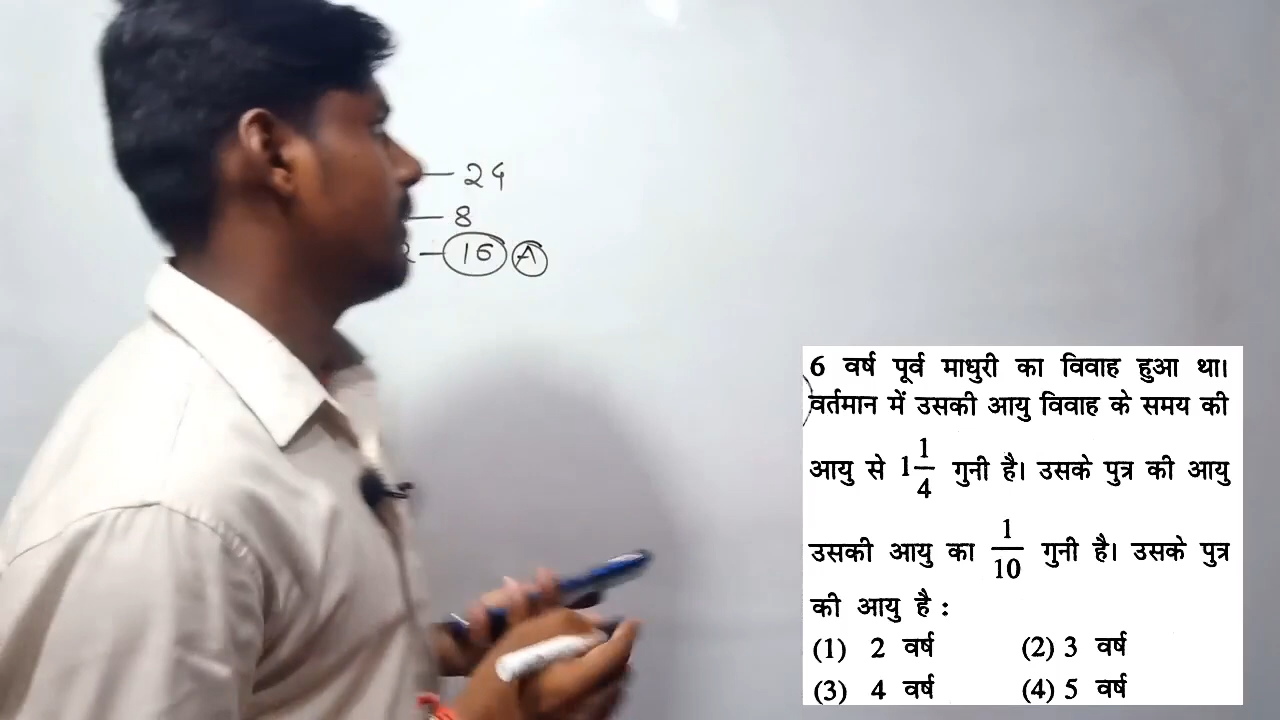 — 24
— 8
2 — 16 A
6 वर्ष पूर्व माधुरी का विवाह हुआ था।
वर्तमान में उसकी आयु विवाह के समय की
आयु से 1 1/4 गुनी है। उसके पुत्र की आयु
उसकी आयु का 1/10 गुनी है। उसके पुत्र
की आयु है :
(1) 2 वर्ष (2) 3 वर्ष
(3) 4 वर्ष (4) 5 वर्ष